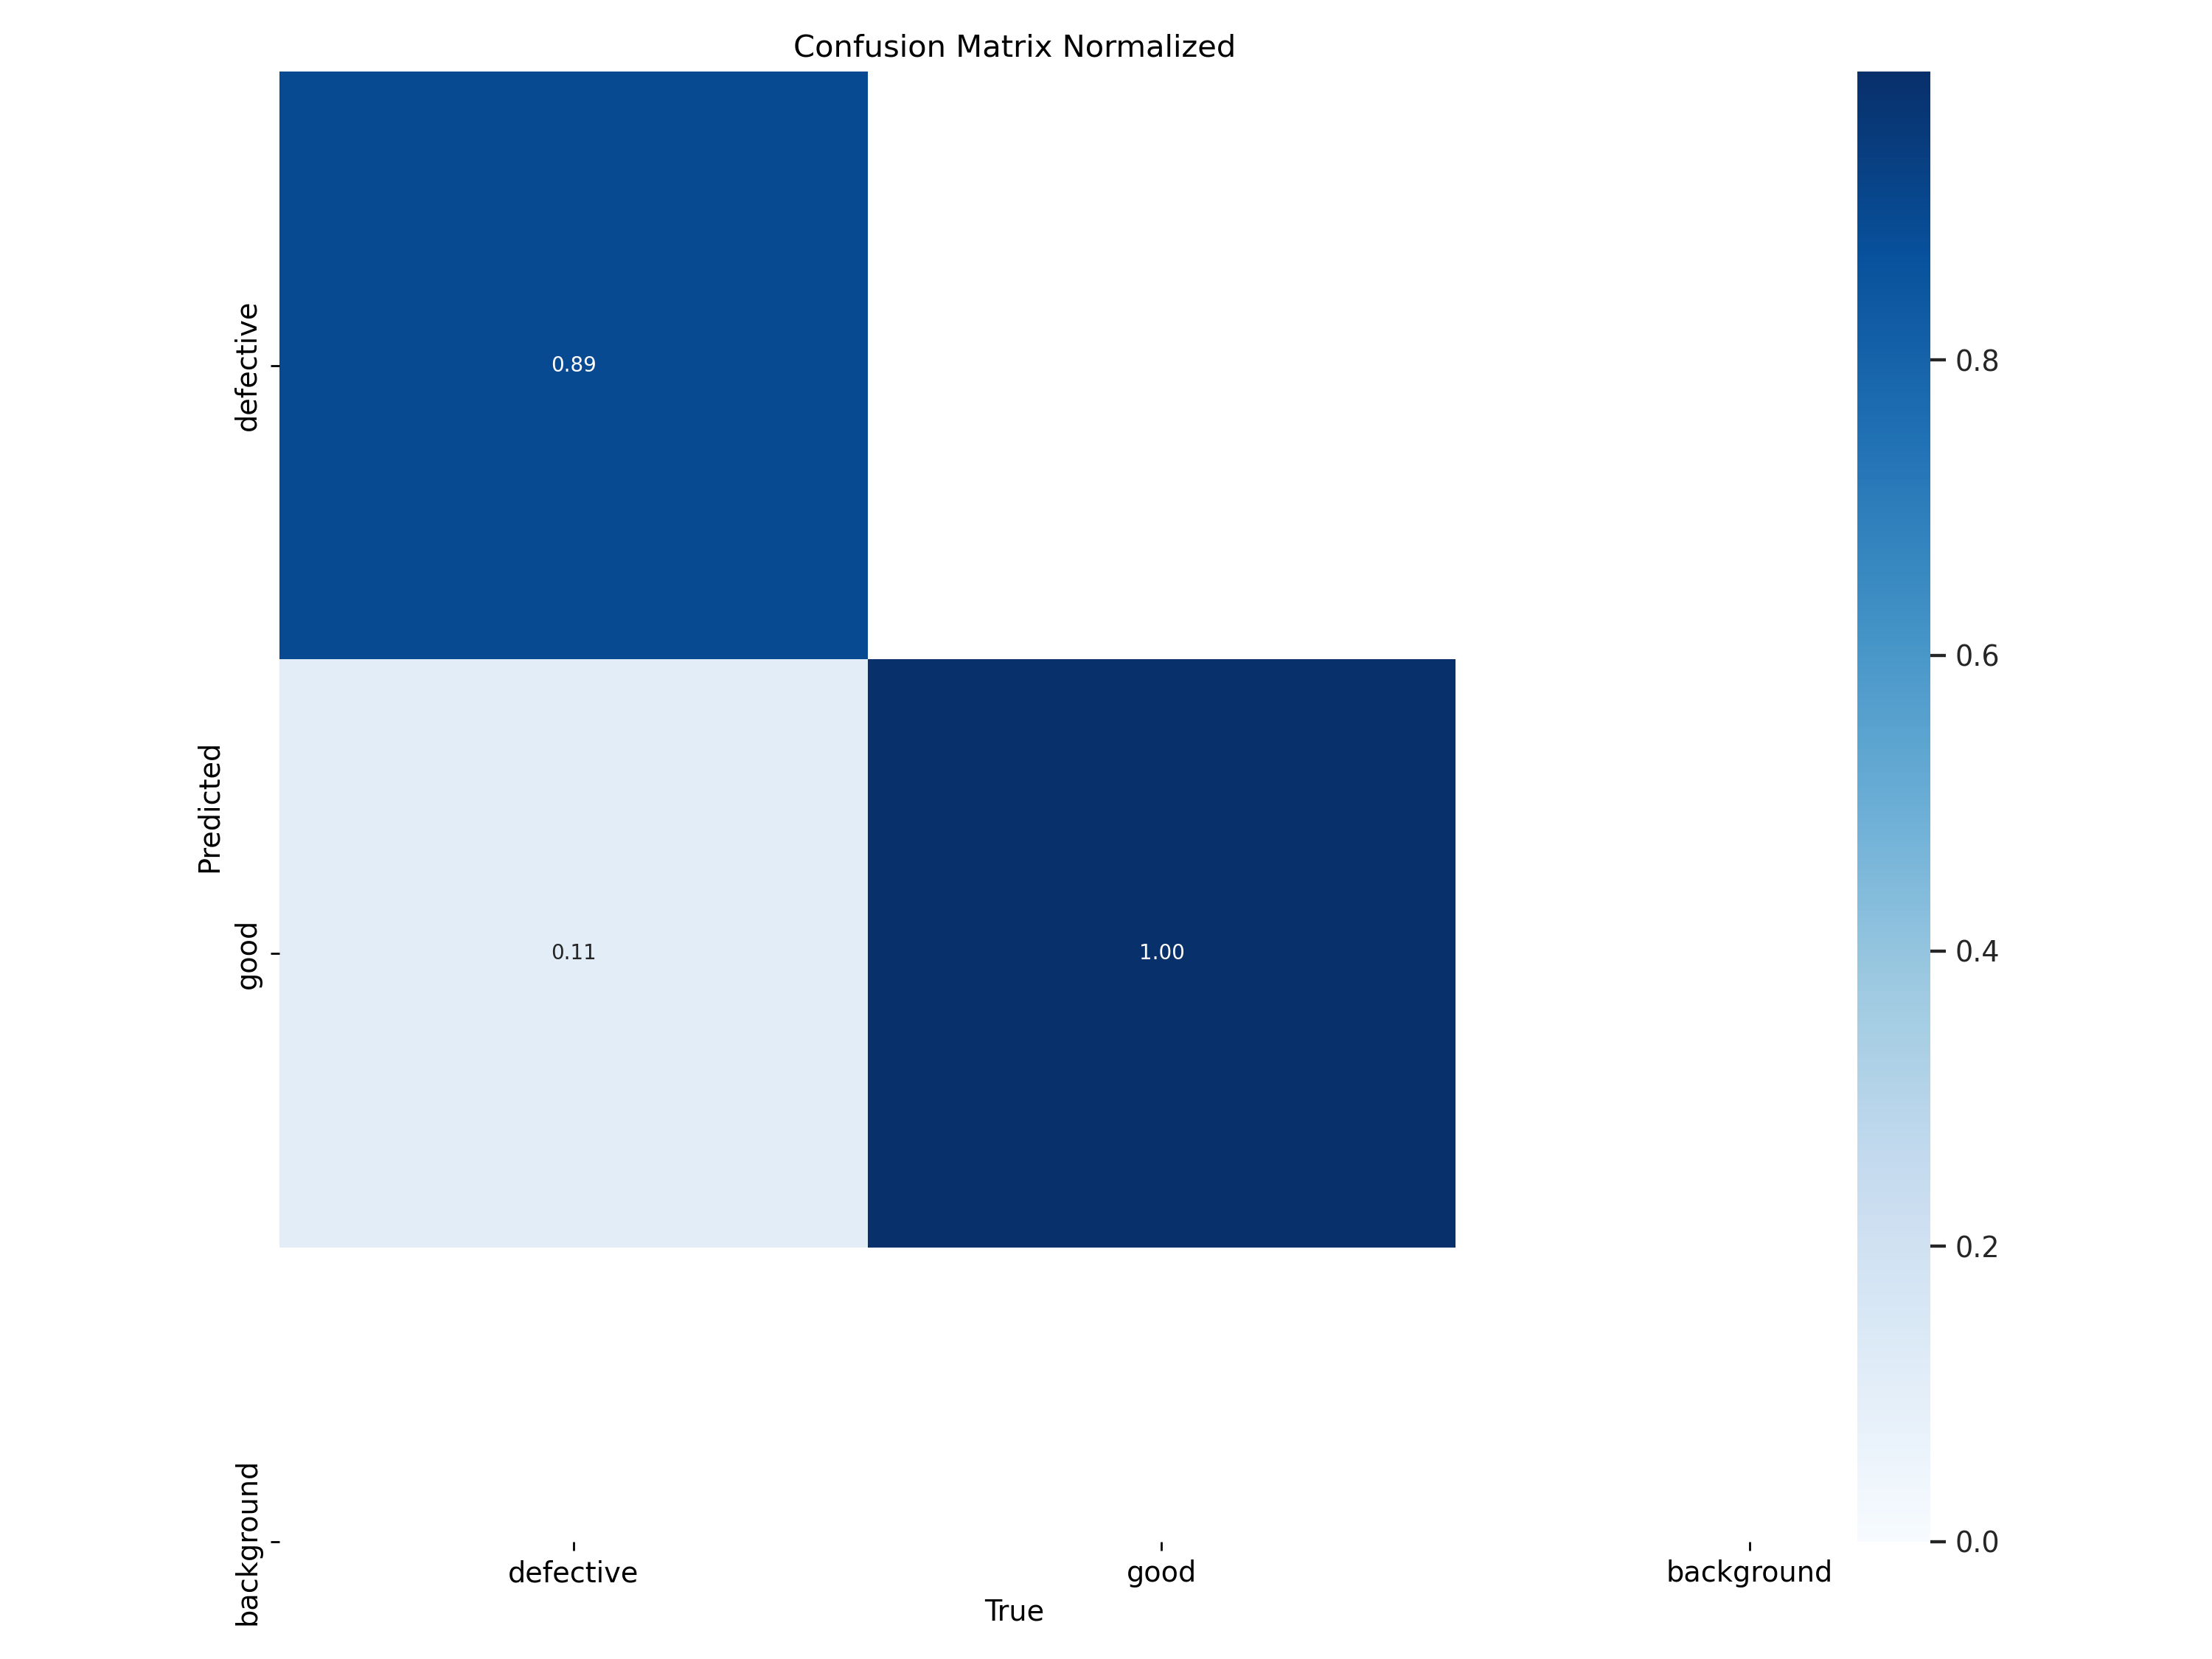 Confusion Matrix Normalized
defective
0.89
0.8
0.6
Predicted
good
0.11
1.00
0.4
0.2
background
0.0
defective
good
background
True